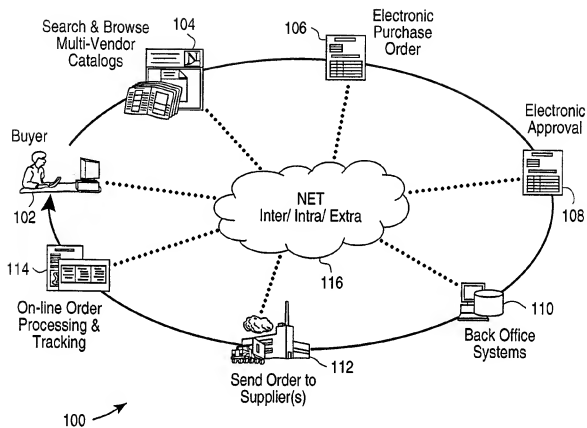 Search & Browse
Multi-Vendor
Catalogs
104
106
Electronic
Purchase
Order
Electronic
Approval
108
Buyer
102
NET
Inter/ Intra/ Extra
116
114
On-line Order
Processing &
Tracking
110
Back Office
Systems
112
Send Order to
Supplier(s)
100